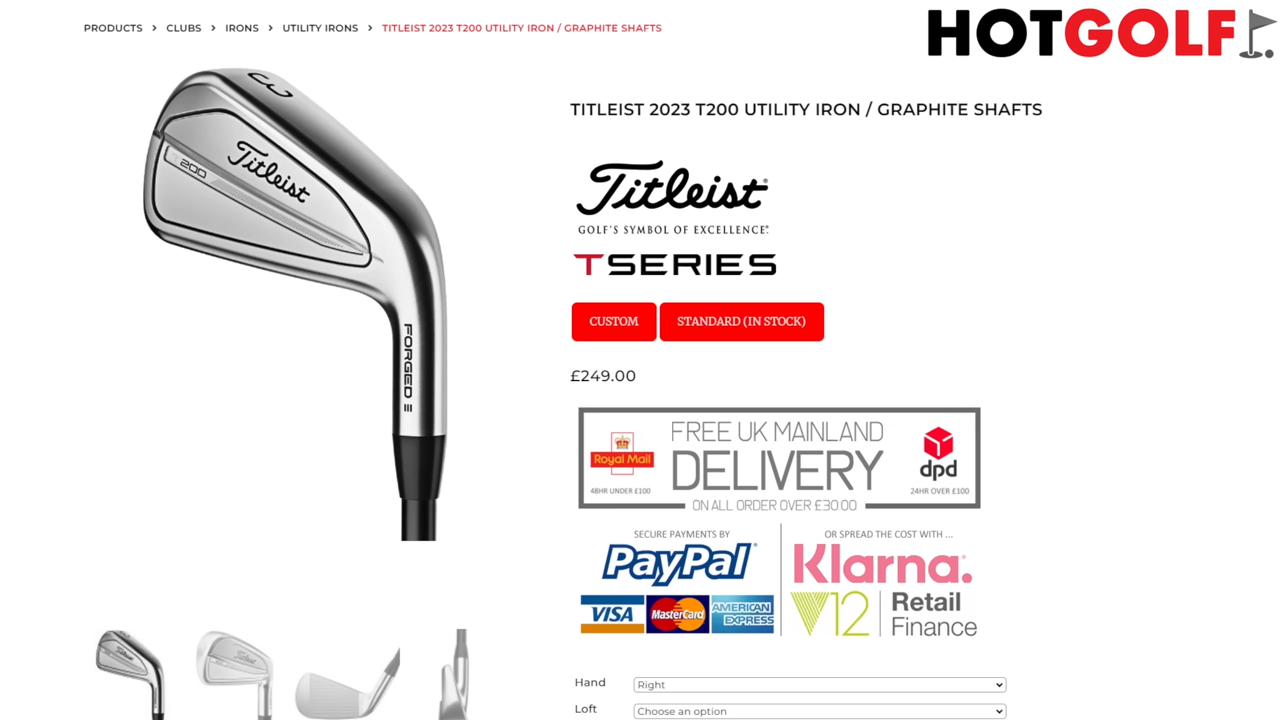 PRODUCTS > CLUBS > IRONS > UTILITY IRONS > TITLEIST 2023 T200 UTILITY IRON / GRAPHITE SHAFTS
HOTGOLF
3
Titleist
T200
FORGED
TITLEIST 2023 T200 UTILITY IRON / GRAPHITE SHAFTS
Titleist®
GOLF'S SYMBOL OF EXCELLENCE®
TSERIES
CUSTOM
STANDARD (IN STOCK)
£249.00
FREE UK MAINLAND
DELIVERY
ON ALL ORDER OVER £30.00
Royal Mail
48HR UNDER £100
dpd
24HR OVER £100
SECURE PAYMENTS BY
PayPal
VISA
MasterCard
AMERICAN EXPRESS
OR SPREAD THE COST WITH ...
Klarna.
V12 Retail Finance
Titleist
Titleist
Hand
Right
Loft
Choose an option